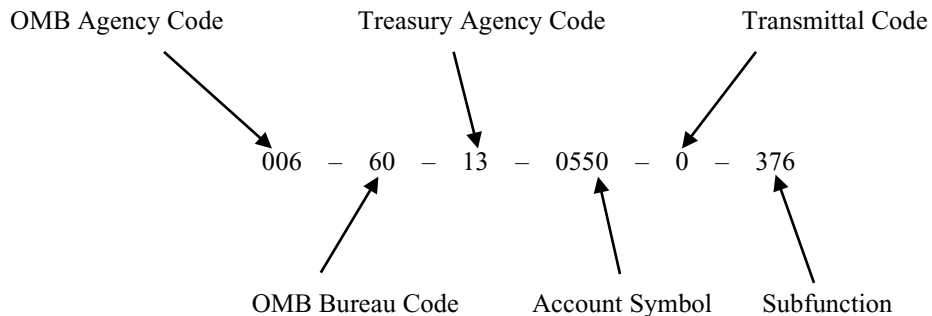 OMB Agency Code Treasury Agency Code Transmittal Code
006 – 60 – 13 – 0550 – 0 – 376
OMB Bureau Code Account Symbol Subfunction